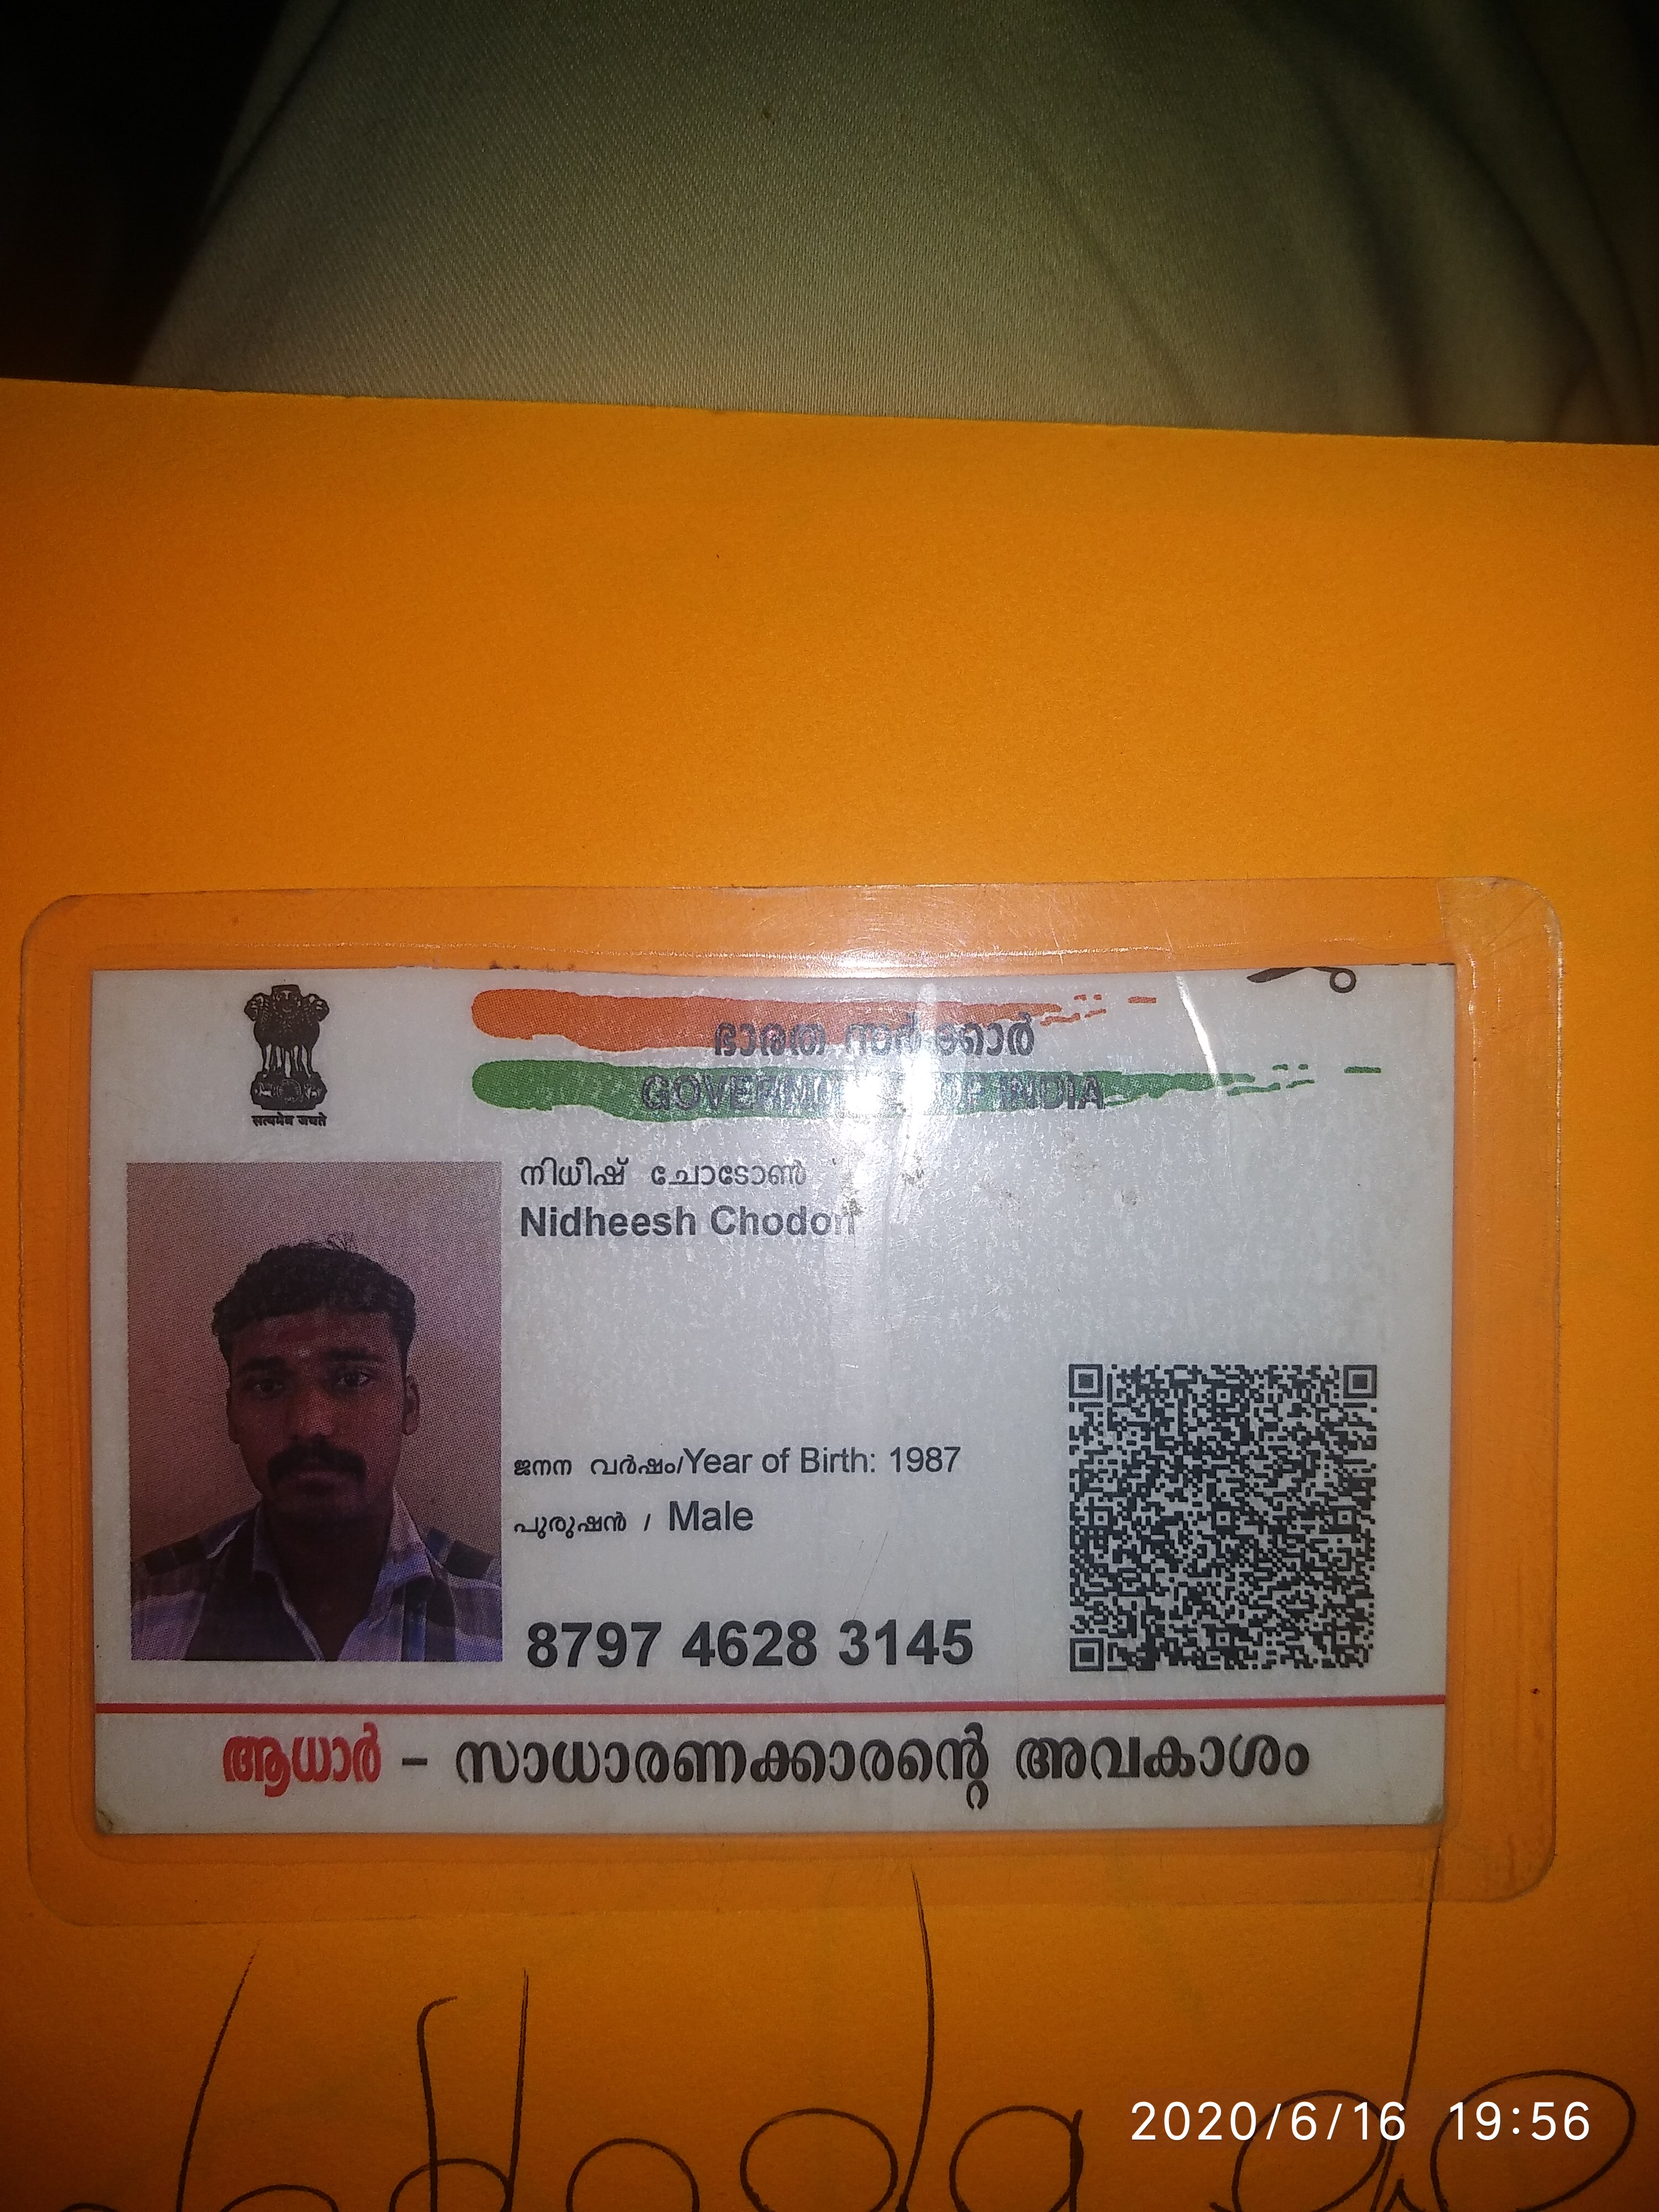 सत्यमेव जयते
ഭാരത സർക്കാർ
GOVERNMENT OF INDIA
നിധീഷ് ചോടോൺ
Nidheesh Chodon
ജനന വർഷം/Year of Birth: 1987
പുരുഷൻ / Male
8797 4628 3145
ആധാർ – സാധാരണക്കാരന്റെ അവകാശം
2020/6/16 19:56